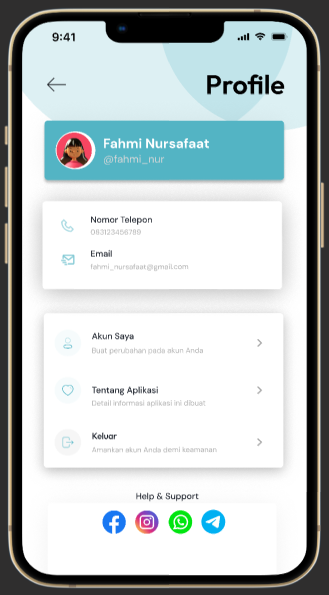 9:41
Profile
Fahmi Nursafaat
@fahmi_nur
Nomor Telepon
083123456789
Email
fahmi_nursafaat@gmail.com
Akun Saya
Buat perubahan pada akun Anda
Tentang Aplikasi
Detail informasi aplikasi ini dibuat
Keluar
Amankan akun Anda demi keamanan
Help & Support